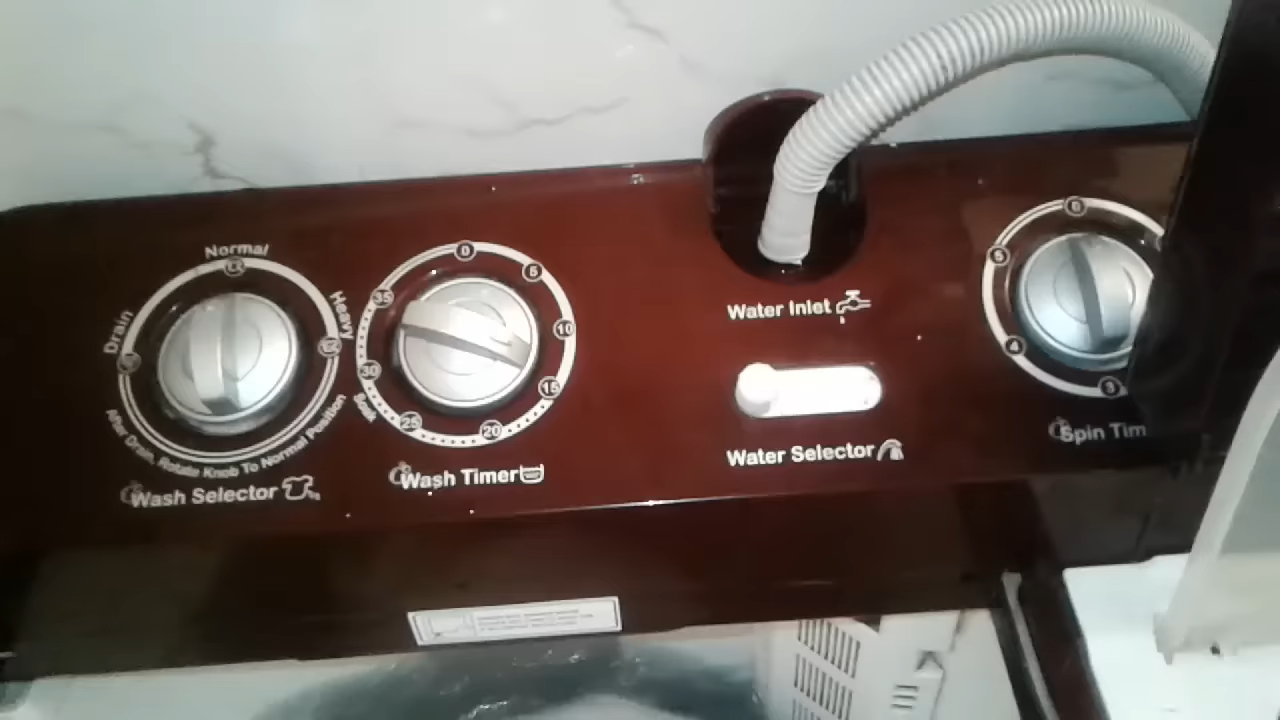 Normal
Drain
Heavy
After Drain, Rotate Knob To Normal Position
Wash Selector
0
5
10
15
20
25
30
35
Soak
Wash Timer
Water Inlet
Water Selector
5
4
3
Spin Tim